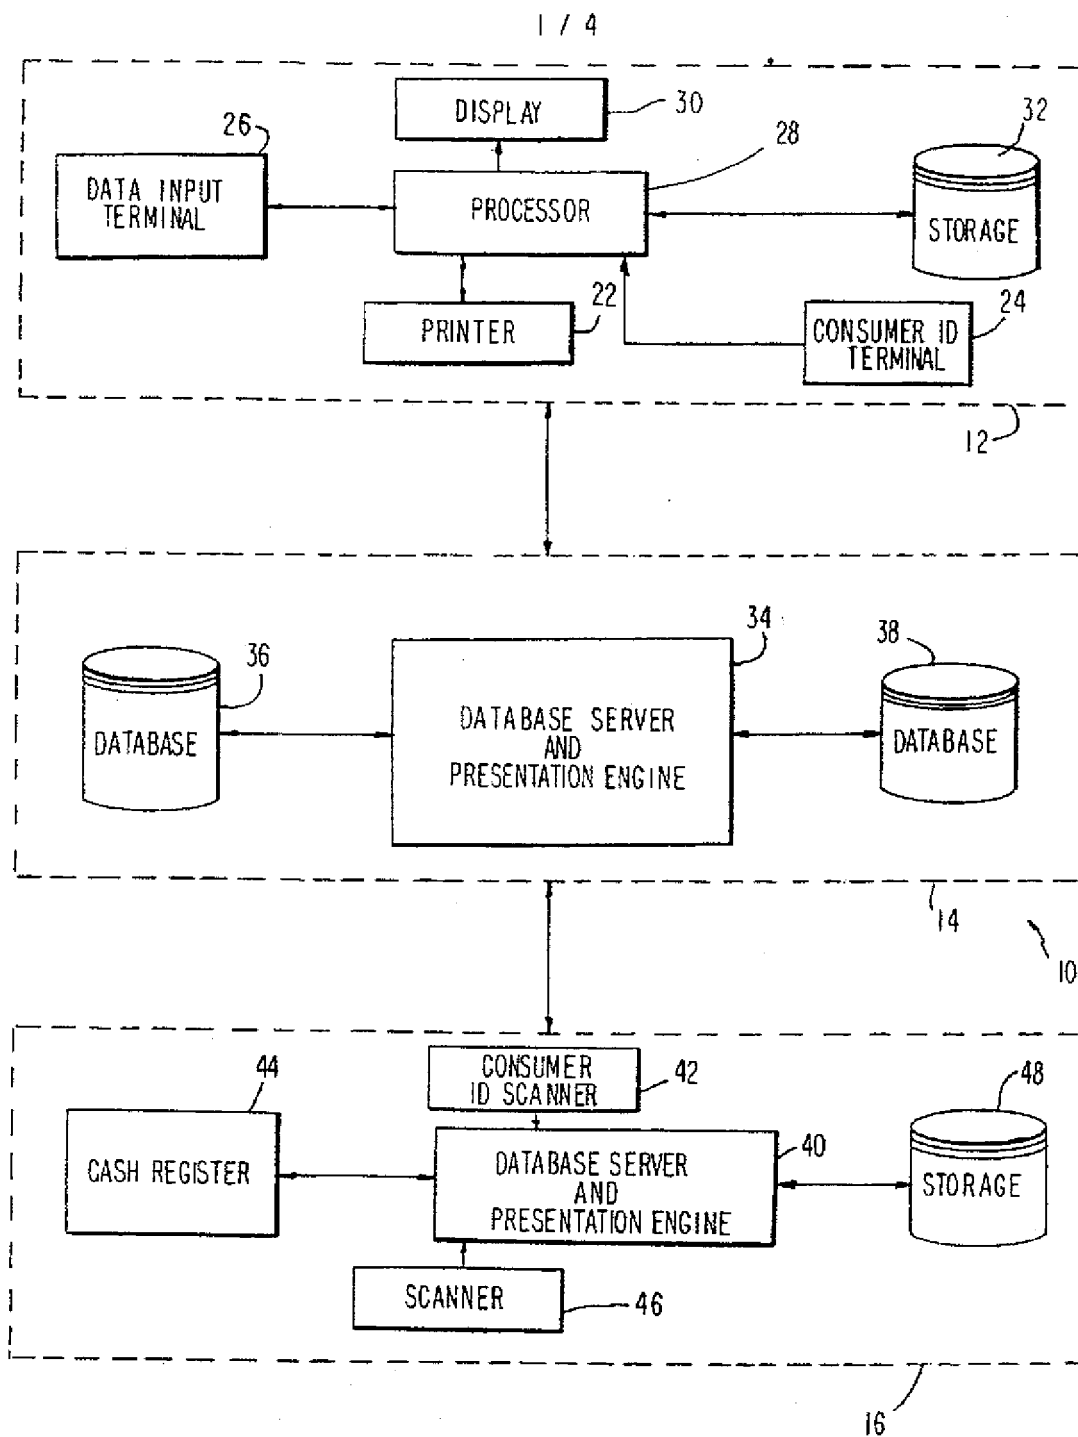 1 / 4
DISPLAY
30
26
28
32
DATA INPUT
TERMINAL
PROCESSOR
STORAGE
22
24
PRINTER
CONSUMER ID
TERMINAL
12
34
38
36
DATABASE
DATABASE SERVER
AND
PRESENTATION ENGINE
DATABASE
14
10
CONSUMER
ID SCANNER
42
44
48
40
CASH REGISTER
DATABASE SERVER
AND
PRESENTATION ENGINE
STORAGE
SCANNER
46
16